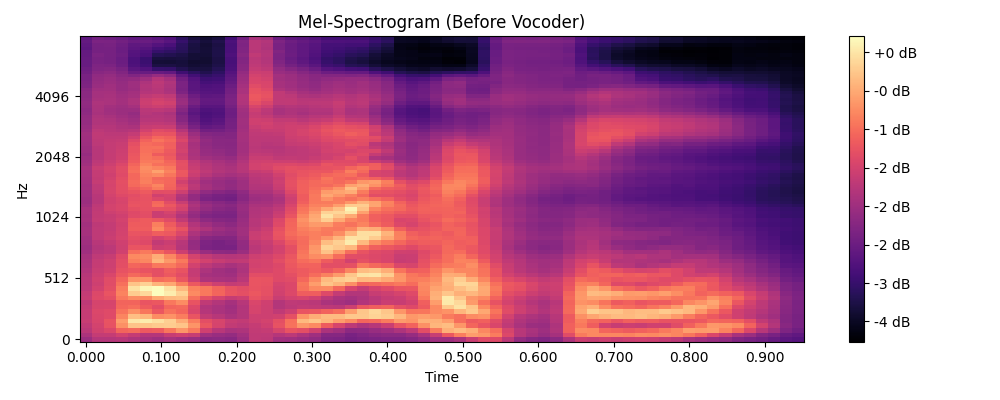 Mel-Spectrogram (Before Vocoder)
Hz
4096
2048
1024
512
0
0.000 0.100 0.200 0.300 0.400 0.500 0.600 0.700 0.800 0.900
Time
+0 dB
-0 dB
-1 dB
-2 dB
-2 dB
-2 dB
-3 dB
-4 dB